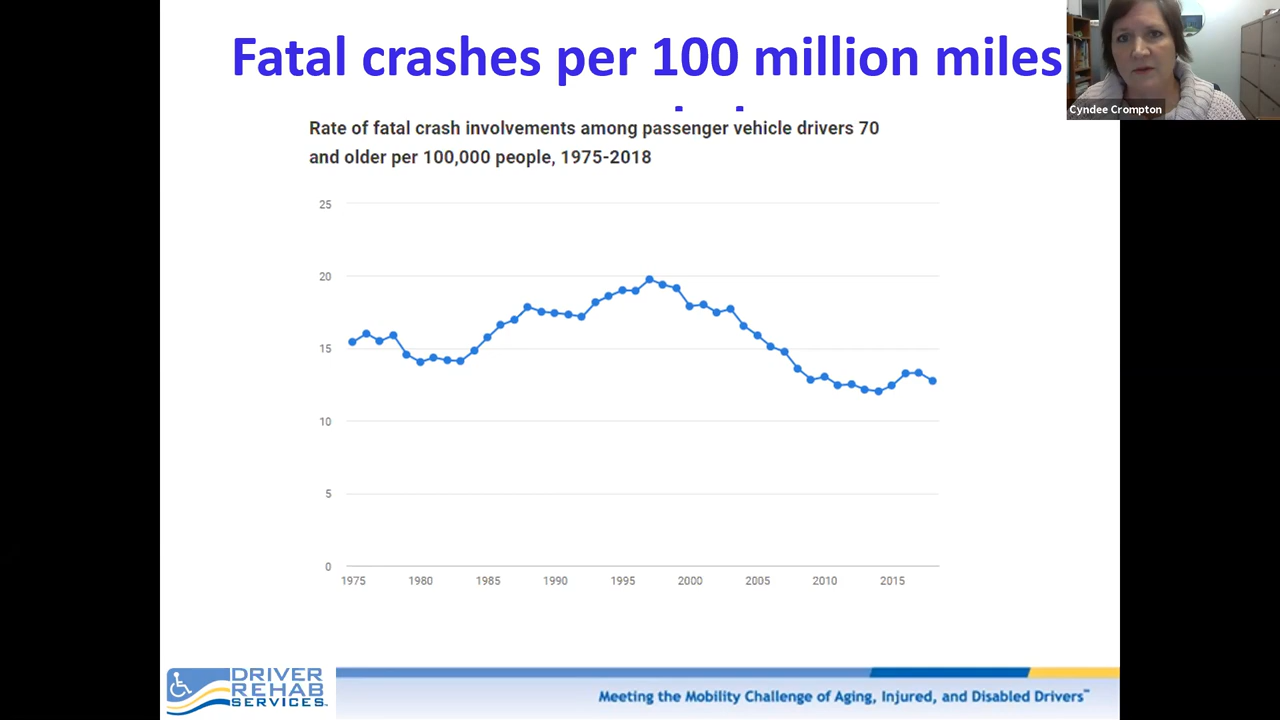 Fatal crashes per 100 million miles
Cyndee Crompton
Rate of fatal crash involvements among passenger vehicle drivers 70
and older per 100,000 people, 1975-2018
25
20
15
10
5
0
1975 1980 1985 1990 1995 2000 2005 2010 2015
DRIVER
REHAB
SERVICES
Meeting the Mobility Challenge of Aging, Injured, and Disabled Drivers™